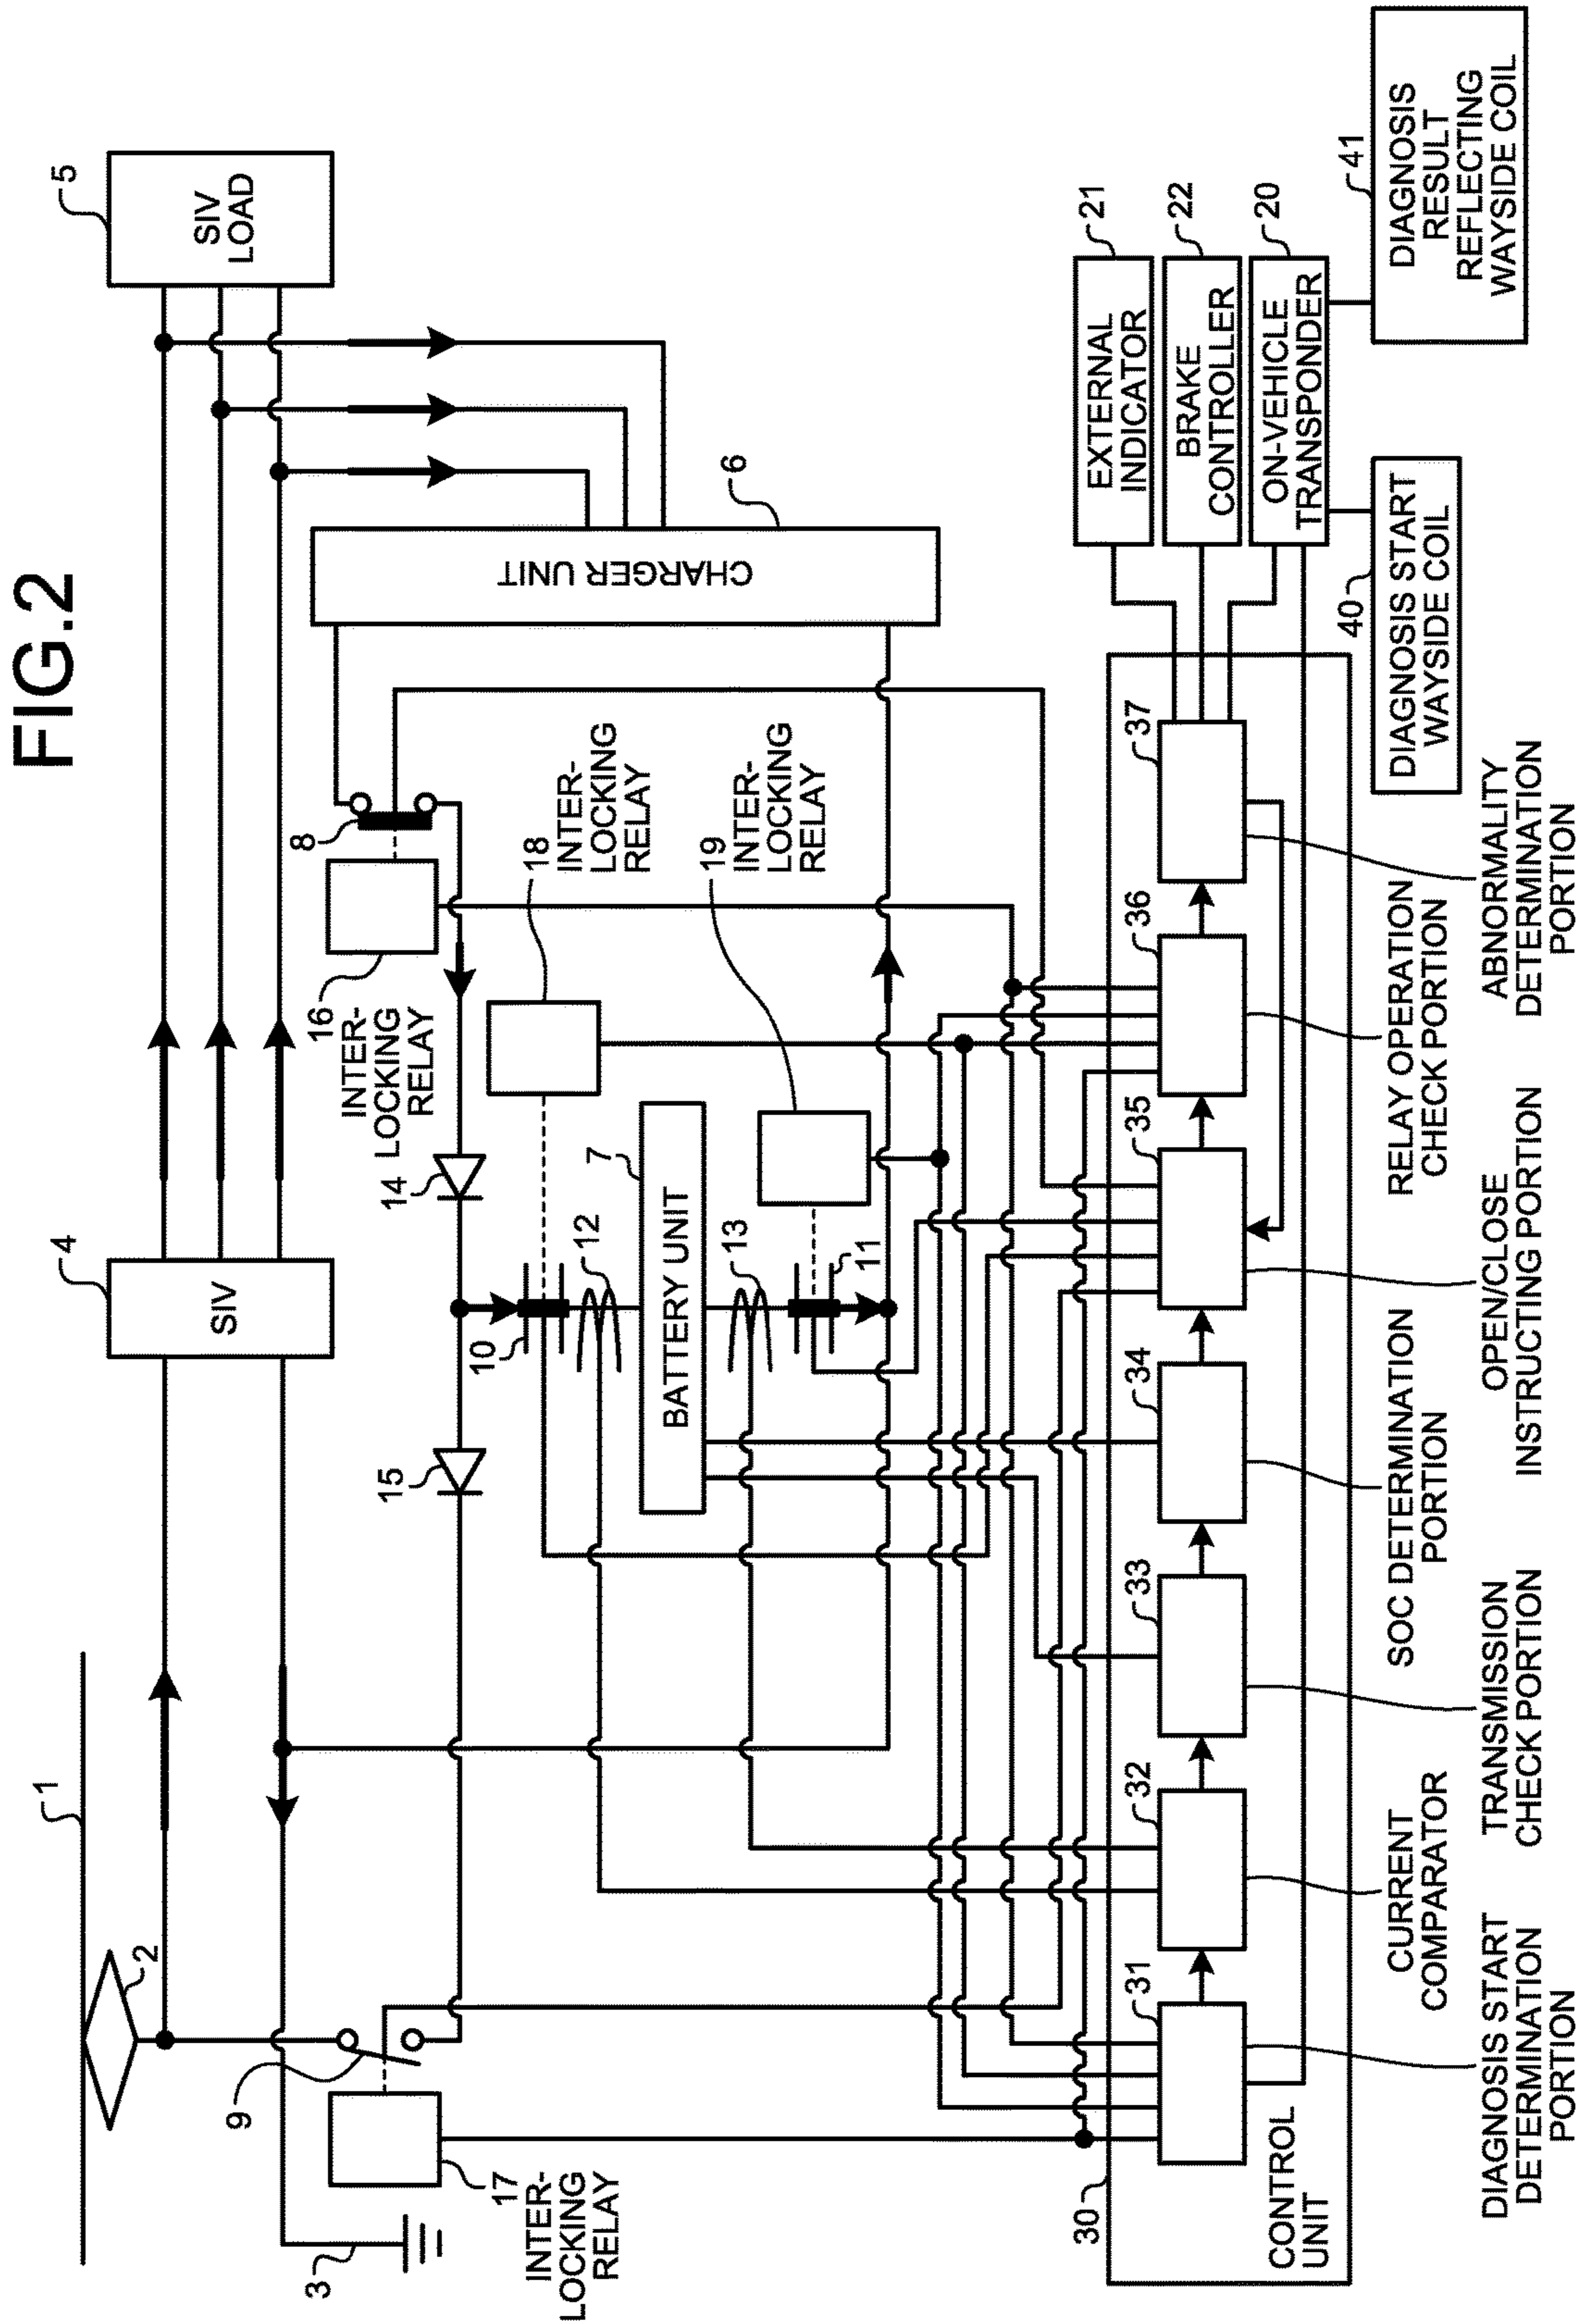 FIG.2
1
2
3
4
SIV
5
SIV
LOAD
6
CHARGER UNIT
7
BATTERY UNIT
8
9
10
11
12
13
14
15
16
INTER-
LOCKING
RELAY
17
INTER-
LOCKING
RELAY
18
INTER-
LOCKING
RELAY
19
INTER-
LOCKING
RELAY
21
EXTERNAL
INDICATOR
22
BRAKE
CONTROLLER
20
ON-VEHICLE
TRANSPONDER
30
CONTROL
UNIT
31
32
33
34
35
36
37
40
DIAGNOSIS START
WAYSIDE COIL
41
DIAGNOSIS
RESULT
REFLECTING
WAYSIDE COIL
DIAGNOSIS START
DETERMINATION
PORTION
CURRENT
COMPARATOR
TRANSMISSION
CHECK PORTION
SOC DETERMINATION
PORTION
OPEN/CLOSE
INSTRUCTING PORTION
RELAY OPERATION
CHECK PORTION
ABNORMALITY
DETERMINATION
PORTION